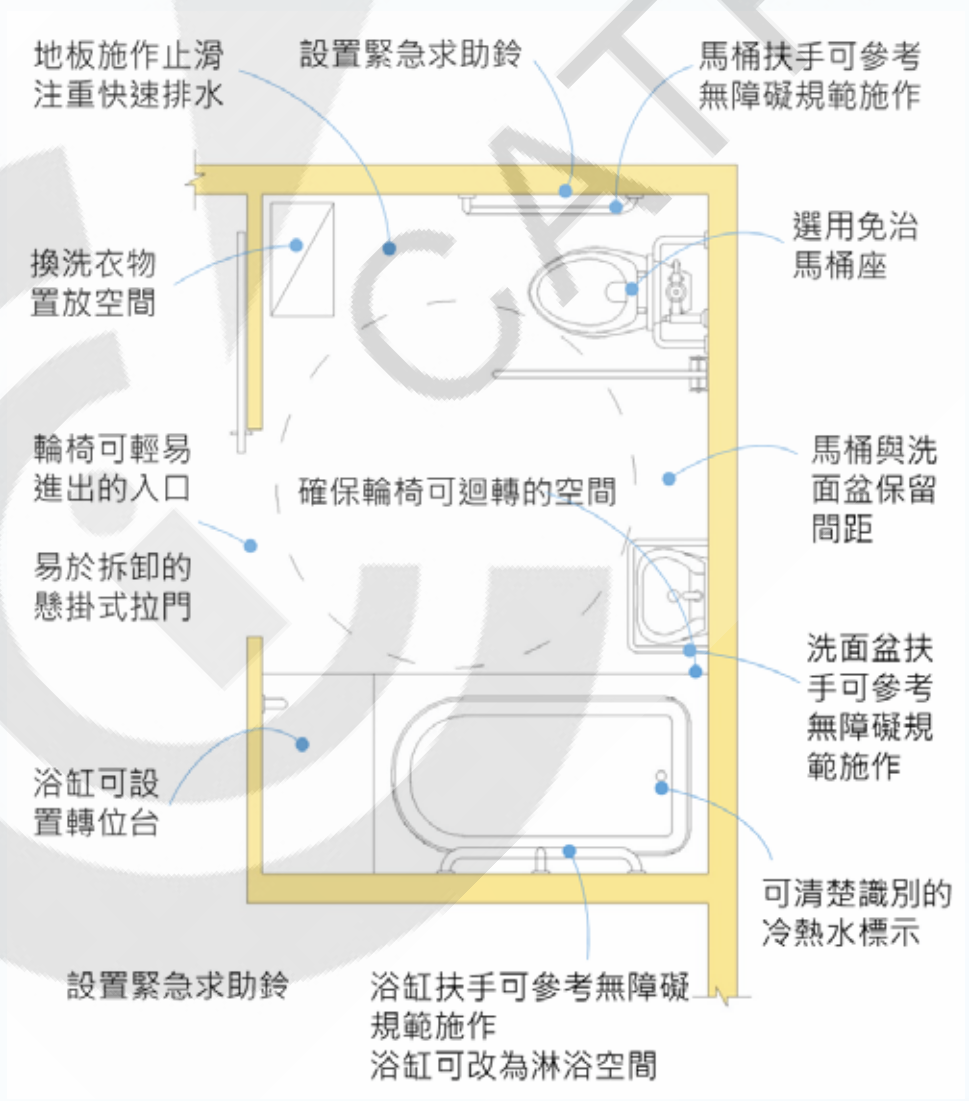 地板施作止滑
注重快速排水
設置緊急求助鈴
馬桶扶手可參考
無障礙規範施作
選用免治
馬桶座
換洗衣物
置放空間
輪椅可輕易
進出的入口
確保輪椅可迴轉的空間
馬桶與洗
面盆保留
間距
易於拆卸的
懸掛式拉門
洗面盆扶
手可參考
無障礙規
範施作
浴缸可設
置轉位台
可清楚識別的
冷熱水標示
設置緊急求助鈴
浴缸扶手可參考無障礙
規範施作
浴缸可改為淋浴空間